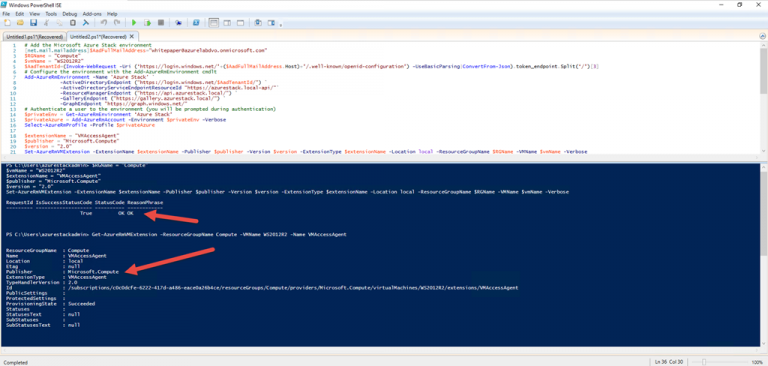 Windows PowerShell ISE
File Edit View Tools Debug Add-ons Help
Untitled1.ps1*(Recovered) Untitled2.ps1*(Recovered) X
1 # Add the Microsoft Azure Stack environment
2 [net.mail.mailaddress]$AadFullMailAddress="whitepaper@azurelabdvo.onmicrosoft.com"
3 $RGName = "Compute"
4 $vmName = "WS2012R2"
5 $AadTenantId=(Invoke-WebRequest -Uri ('https://login.windows.net/'+($AadFullMailAddress.Host)+'/.well-known/openid-configuration') -UseBasicParsing|ConvertFrom-Json).token_endpoint.Split('/')[3]
6 # Configure the environment with the Add-AzureRmEnvironment cmdlt
7 Add-AzureRmEnvironment -Name 'Azure Stack' `
8 -ActiveDirectoryEndpoint ("https://login.windows.net/$AadTenantId/") `
9 -ActiveDirectoryServiceEndpointResourceId "https://azurestack.local-api/" `
10 -ResourceManagerEndpoint ("https://api.azurestack.local/") `
11 -GalleryEndpoint ("https://gallery.azurestack.local/") `
12 -GraphEndpoint "https://graph.windows.net/"
13 # Authenticate a user to the environment (you will be prompted during authentication)
14 $privateEnv = Get-AzureRmEnvironment 'Azure Stack'
15 $privateAzure = Add-AzureRmAccount -Environment $privateEnv -Verbose
16 Select-AzureRmProfile -Profile $privateAzure
17
18 $extensionName = "VMAccessAgent"
19 $publisher = "Microsoft.Compute"
20 $version = "2.0"
21 Set-AzureRmVMExtension -ExtensionName $extensionName -Publisher $publisher -Version $version -ExtensionType $extensionName -Location local -ResourceGroupName $RGName -VMName $vmName -Verbose
PS C:\Users\azurestackadmin> $RGName = "Compute"
$vmName = "WS2012R2"
$extensionName = "VMAccessAgent"
$publisher = "Microsoft.Compute"
$version = "2.0"
Set-AzureRmVMExtension -ExtensionName $extensionName -Publisher $publisher -Version $version -ExtensionType $extensionName -Location local -ResourceGroupName $RGName -VMName $vmName -Verbose
RequestId IsSuccessStatusCode StatusCode ReasonPhrase
--------- ------------------- ---------- ------------
True OK OK
PS C:\Users\azurestackadmin> Get-AzureRmVMExtension -ResourceGroupName Compute -VMName WS2012R2 -Name VMAccessAgent
ResourceGroupName : Compute
Name : VMAccessAgent
Location : local
Etag : null
Publisher : Microsoft.Compute
ExtensionType : VMAccessAgent
TypeHandlerVersion : 2.0
Id : /subscriptions/c0c0dcfe-6222-417d-a486-eace0a26b4ce/resourceGroups/Compute/providers/Microsoft.Compute/virtualMachines/WS2012R2/extensions/VMAccessAgent
PublicSettings :
ProtectedSettings :
ProvisioningState : Succeeded
Statuses :
StatusesText : null
SubStatuses :
SubStatusesText : null
Completed
Ln 36 Col 30
100%